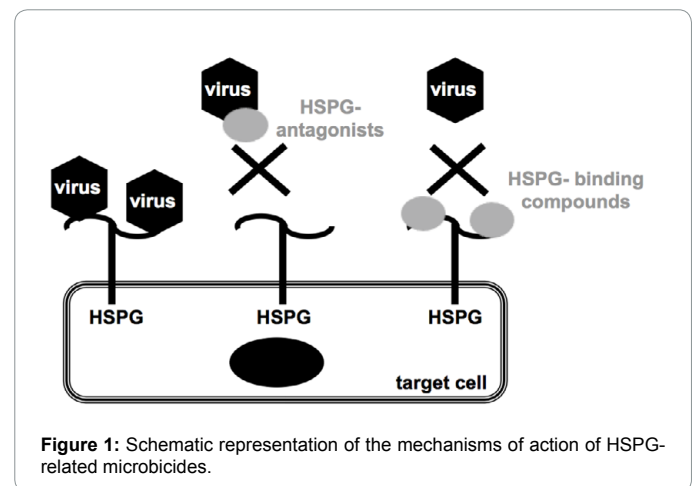 virus
HSPG-
antagonists
virus
virus
virus
HSPG- binding
compounds
HSPG
HSPG
HSPG
target cell
Figure 1: Schematic representation of the mechanisms of action of HSPG-
related microbicides.